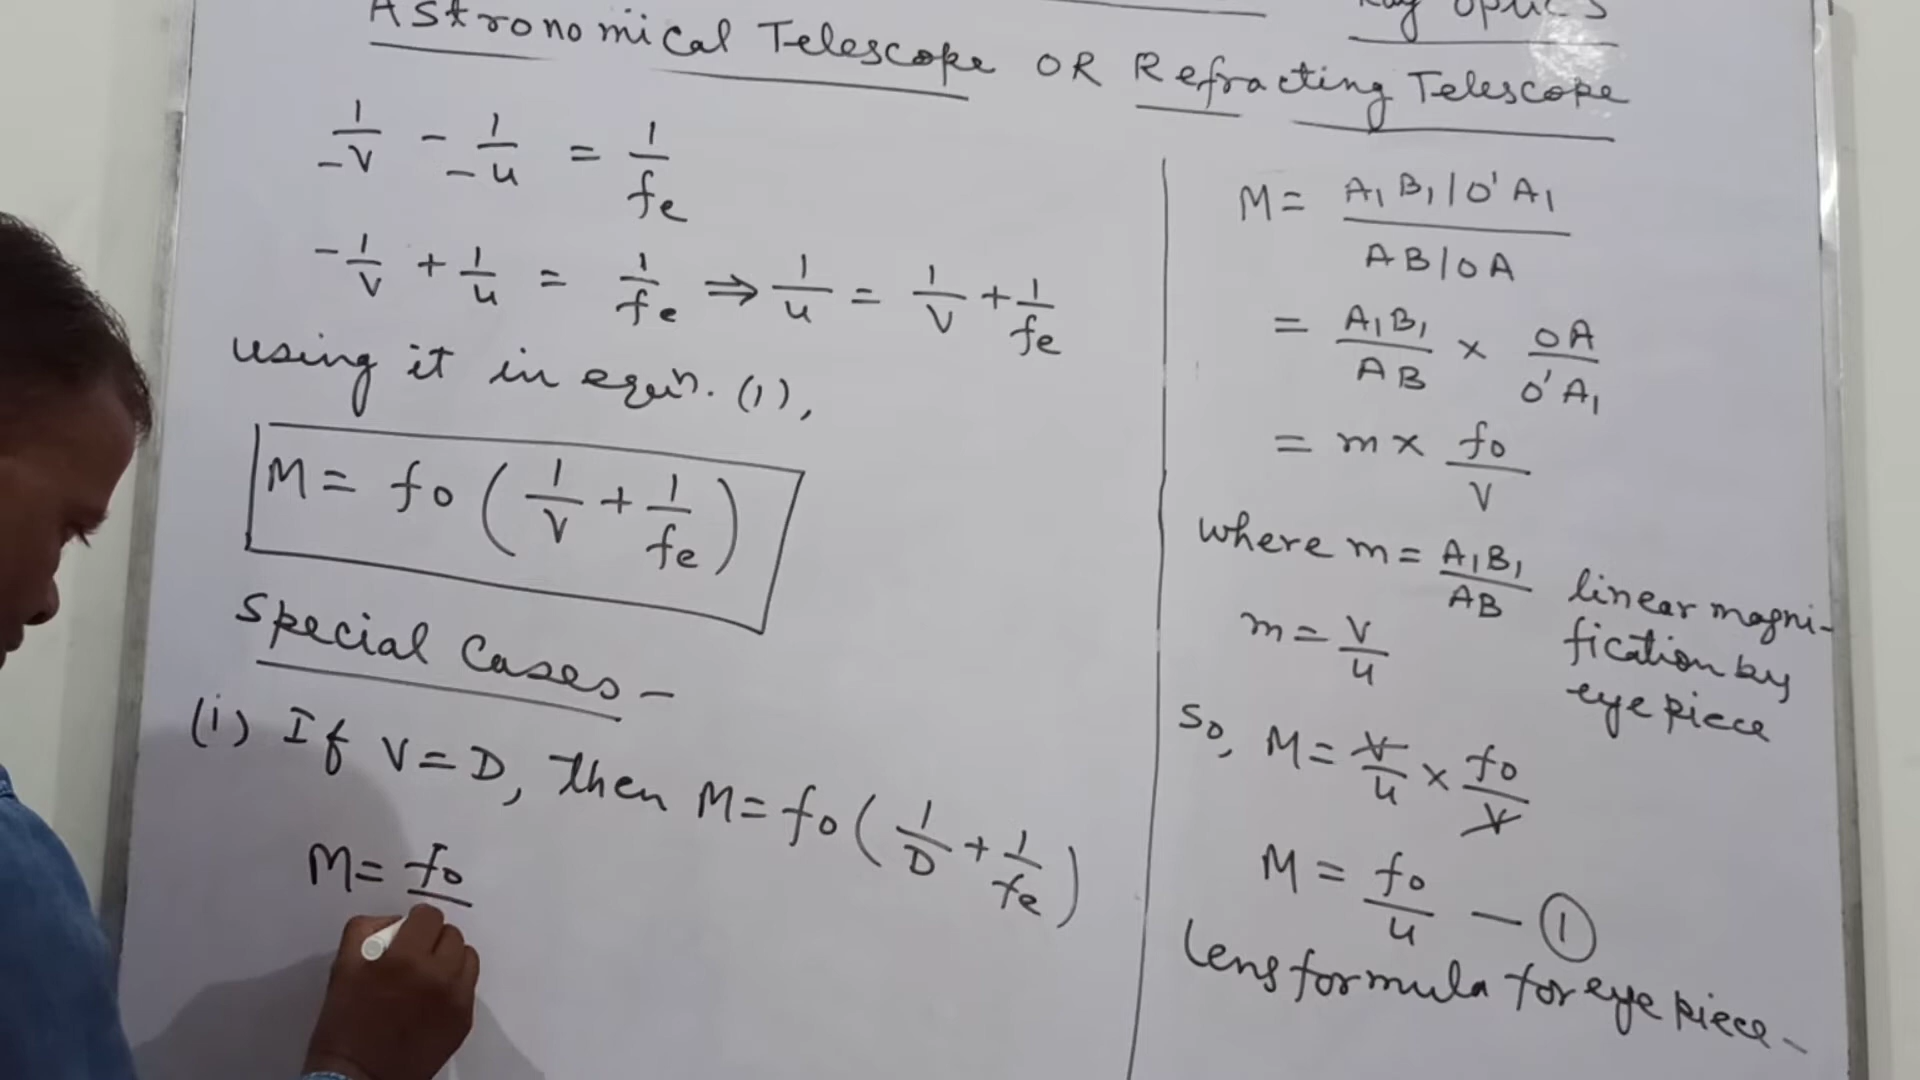 Ray Optics
Astronomical Telescope OR Refracting Telescope
1/-v - 1/-u = 1/fe
-1/v + 1/u = 1/fe ⇒ 1/u = 1/v + 1/fe
using it in equn. (1),
M = fo (1/v + 1/fe)
Special Cases -
(i) If v = D, then M = fo (1/D + 1/fe)
M = fo
M = A1B1/O'A1 / AB/OA
= A1B1/AB × OA/O'A1
= m × fo/v
where m = A1B1/AB linear magni-
fication by
eye piece
m = v/u
So, M = v/u × fo/v
M = fo/u - ①
lens formula for eye piece -